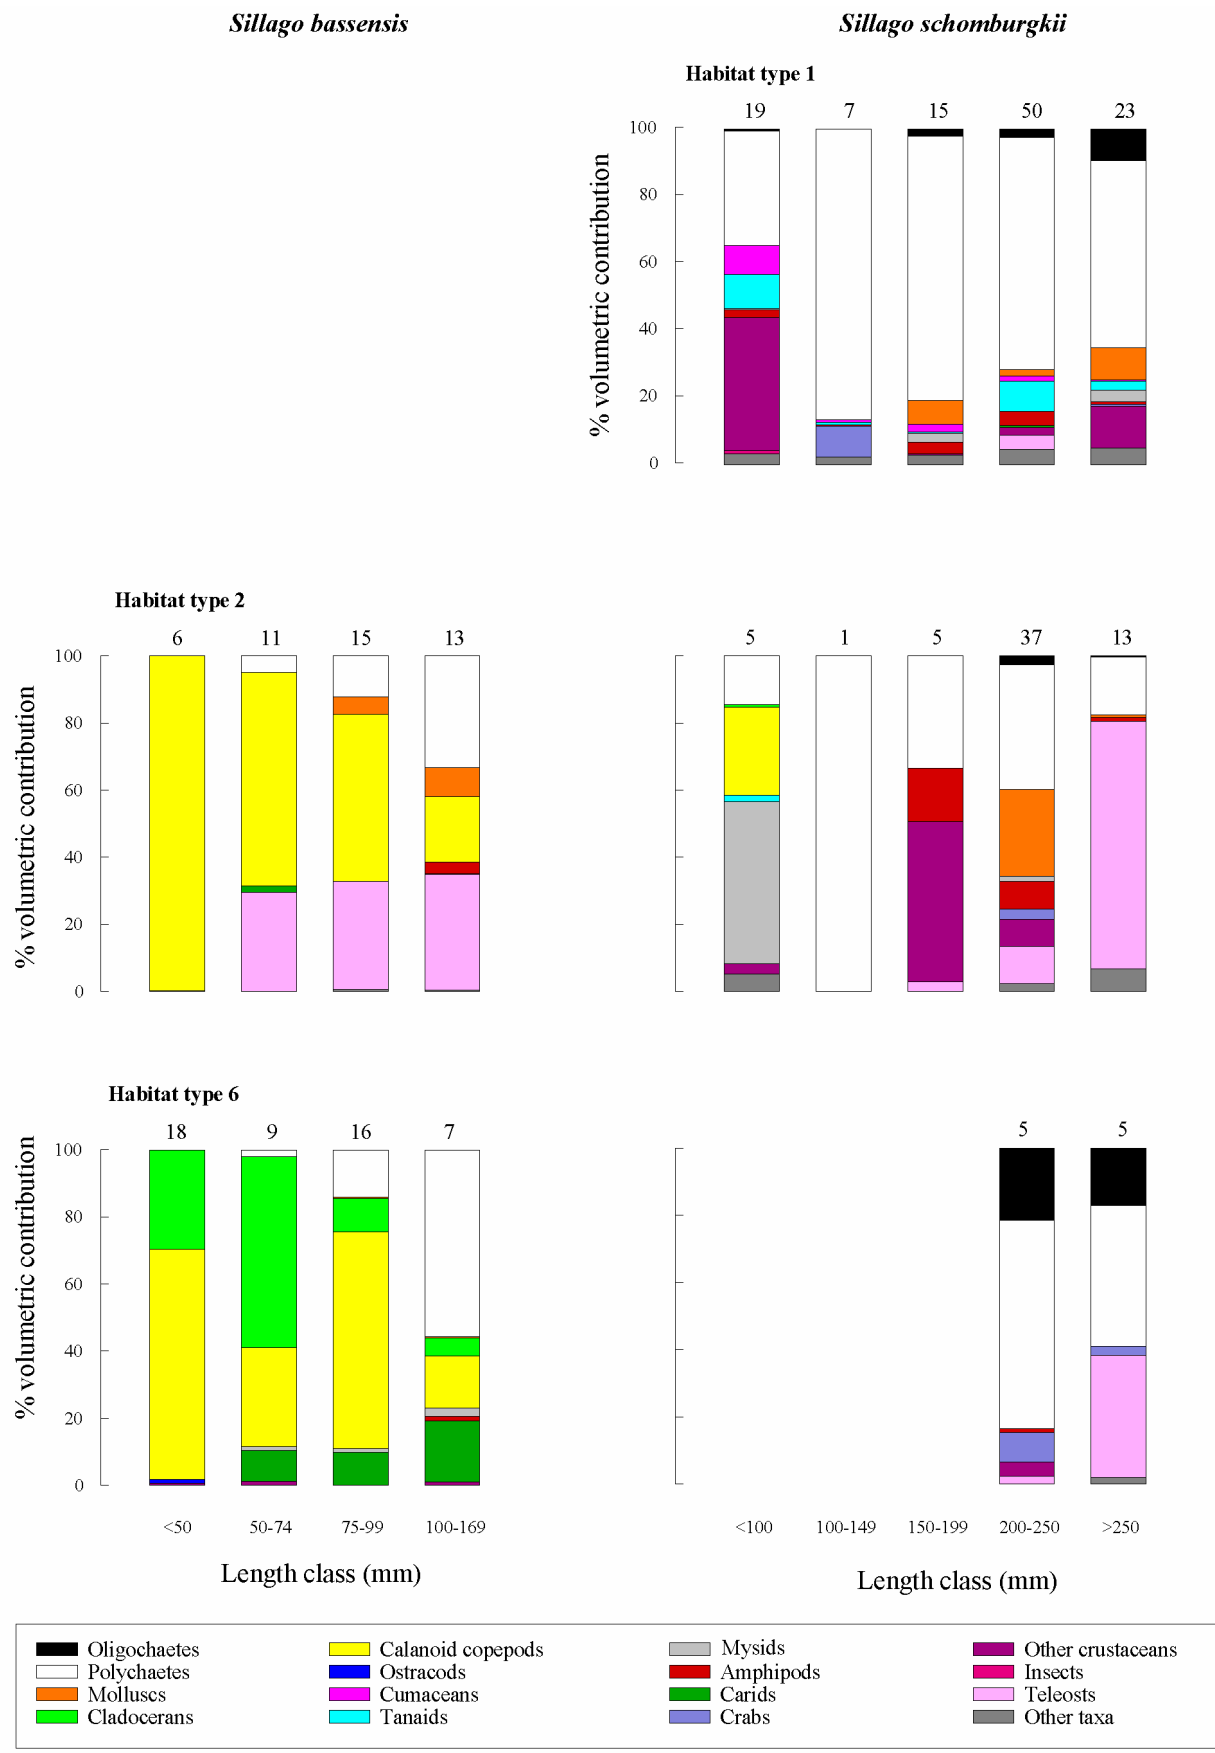 Sillago bassensis
Sillago schomburgkii
Habitat type 1
19 7 15 50 23
100
80
60
40
20
0
% volumetric contribution
Habitat type 2
6 11 15 13
5 1 5 37 13
100
80
60
40
20
0
% volumetric contribution
Habitat type 6
18 9 16 7
5 5
100
80
60
40
20
0
% volumetric contribution
<50 50-74 75-99 100-169
<100 100-149 150-199 200-250 >250
Length class (mm)
Length class (mm)
Oligochaetes
Polychaetes
Molluscs
Cladocerans
Calanoid copepods
Ostracods
Cumaceans
Tanaids
Mysids
Amphipods
Carids
Crabs
Other crustaceans
Insects
Teleosts
Other taxa